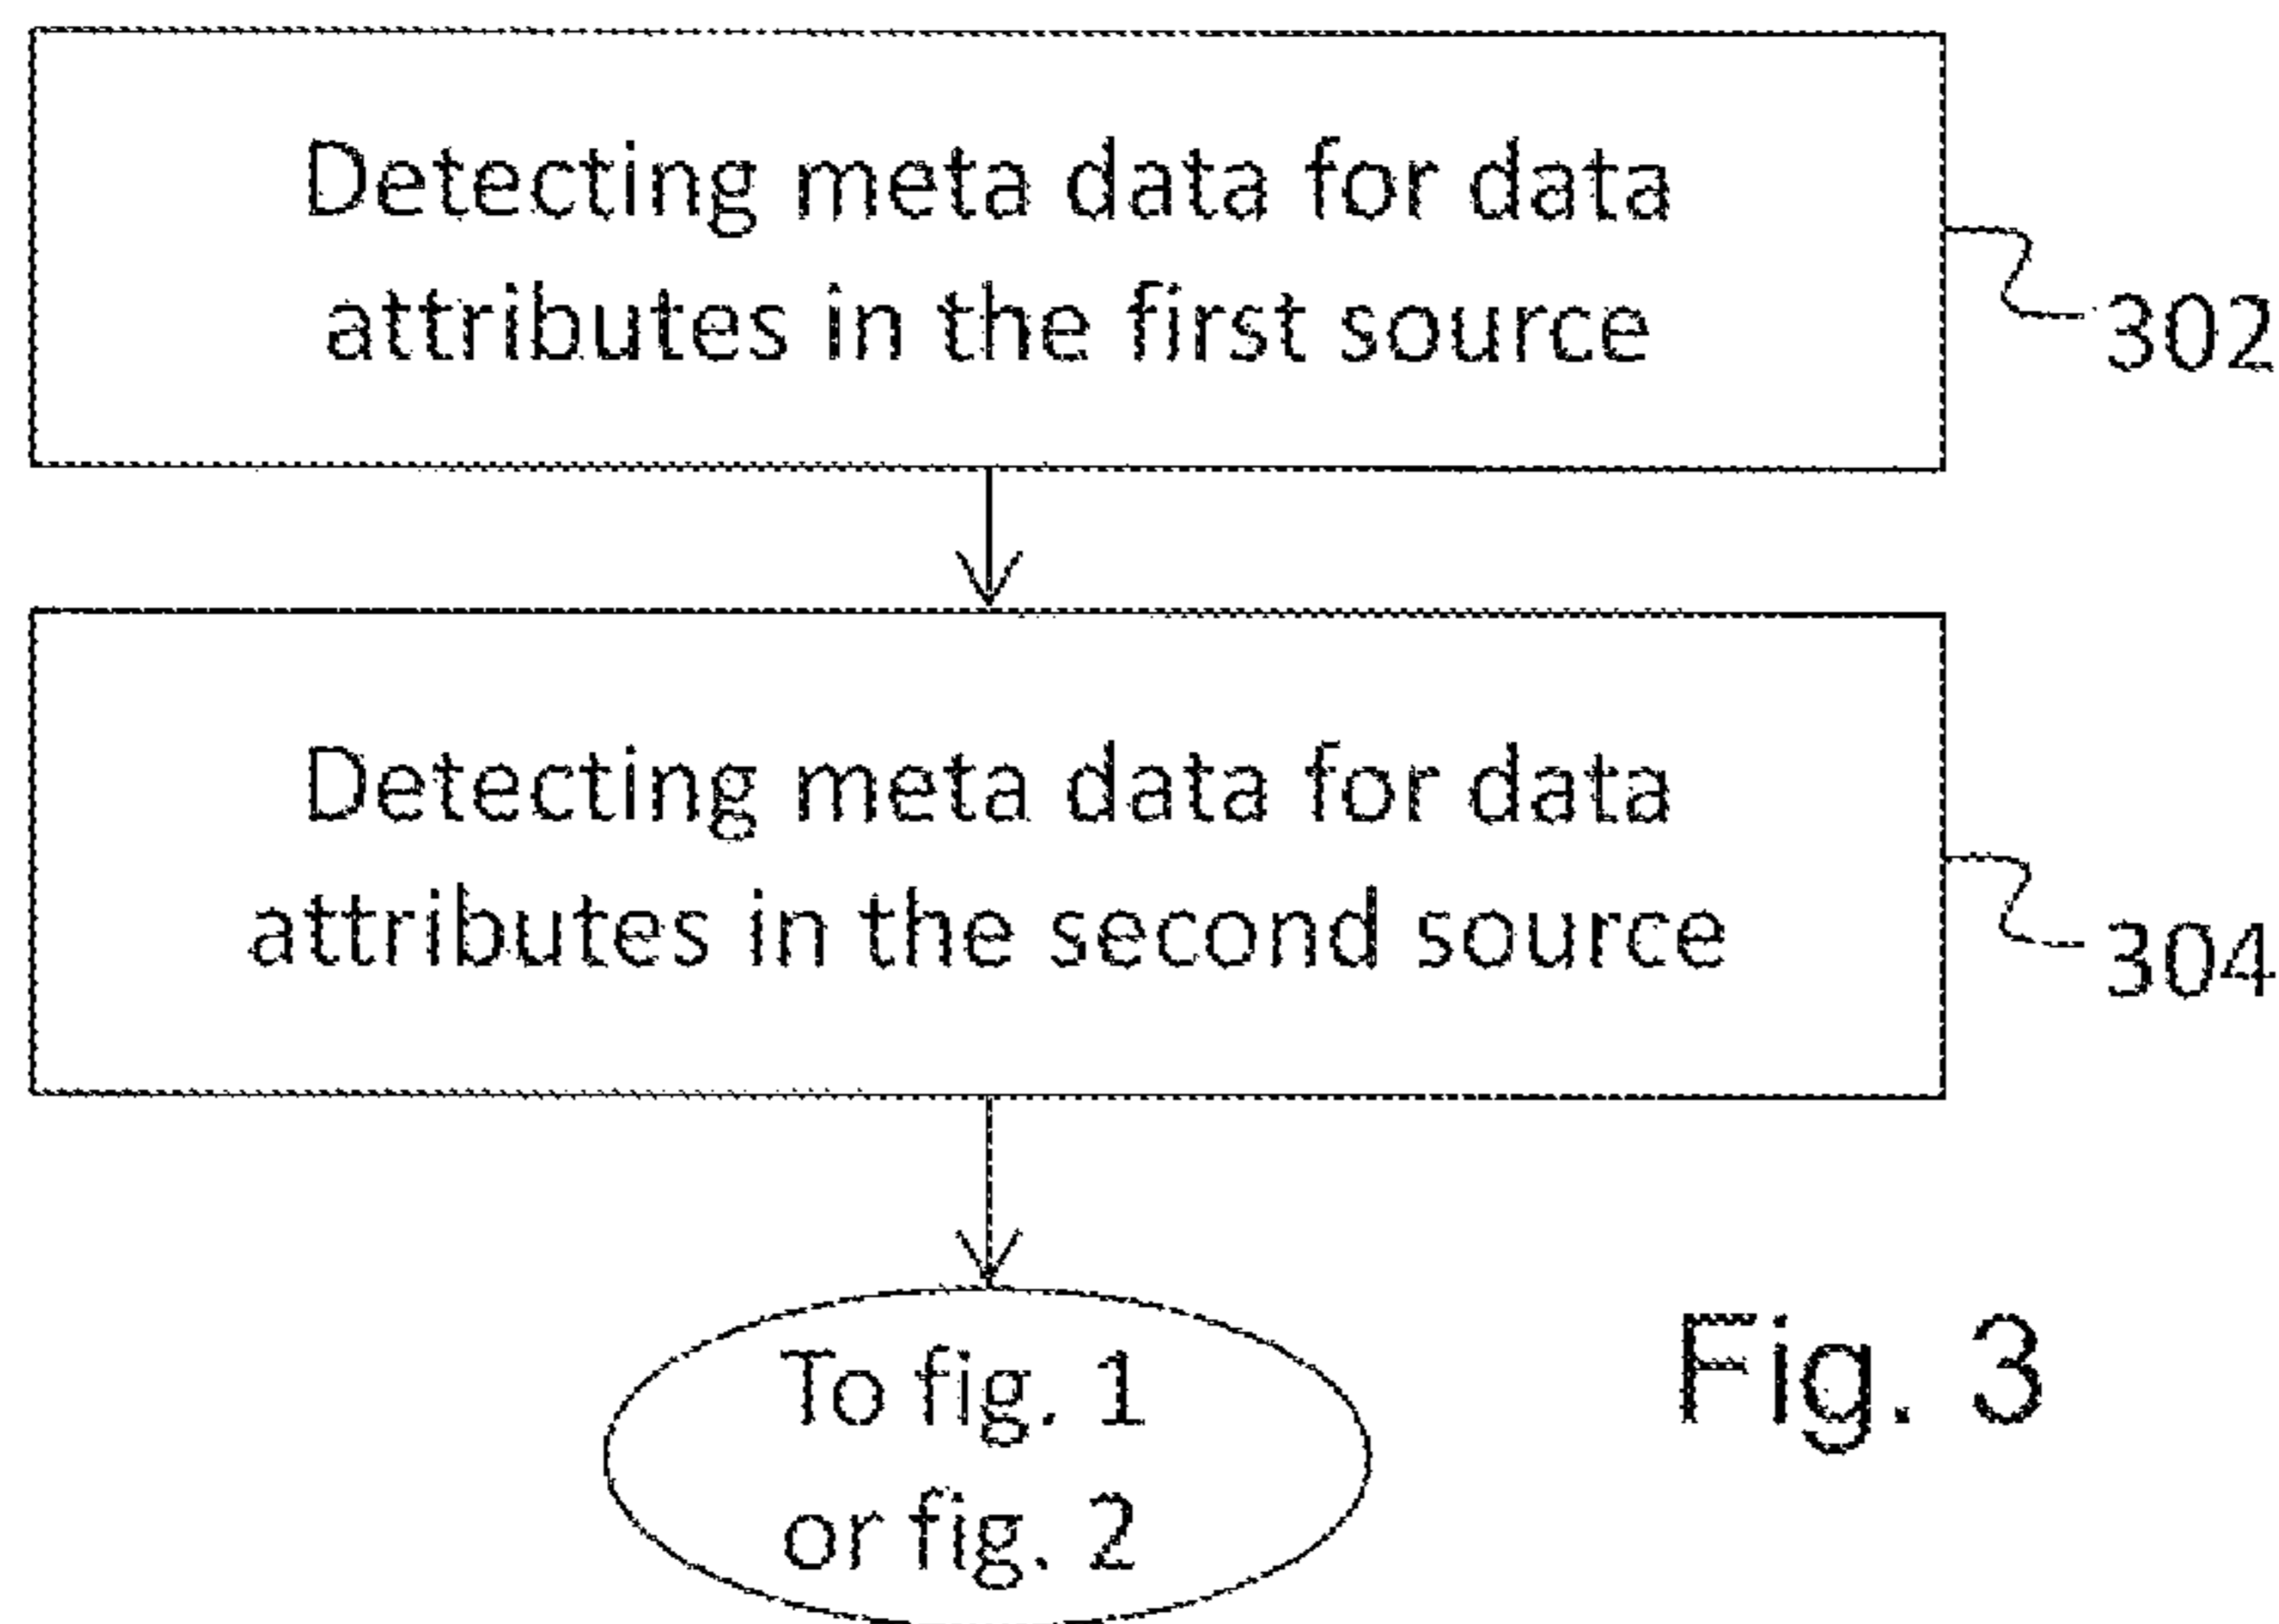 Detecting meta data for data
attributes in the first source
302
Detecting meta data for data
attributes in the second source
304
To fig. 1
or fig. 2
Fig. 3